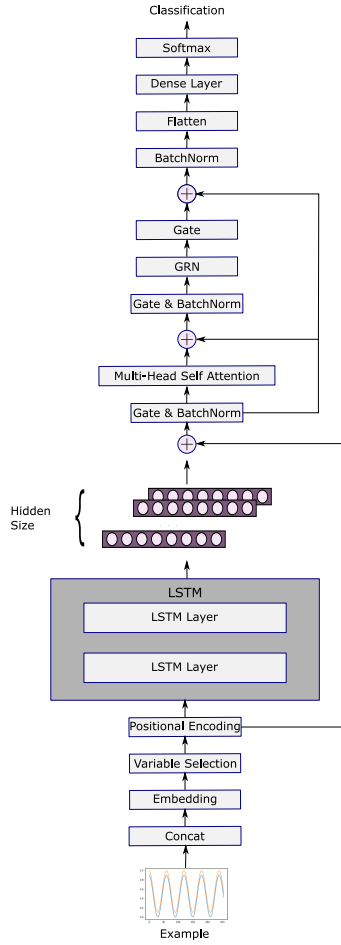 Classification
Softmax
Dense Layer
Flatten
BatchNorm
Gate
GRN
Gate & BatchNorm
Multi-Head Self Attention
Gate & BatchNorm
Hidden
Size
LSTM
LSTM Layer
LSTM Layer
Positional Encoding
Variable Selection
Embedding
Concat
Example